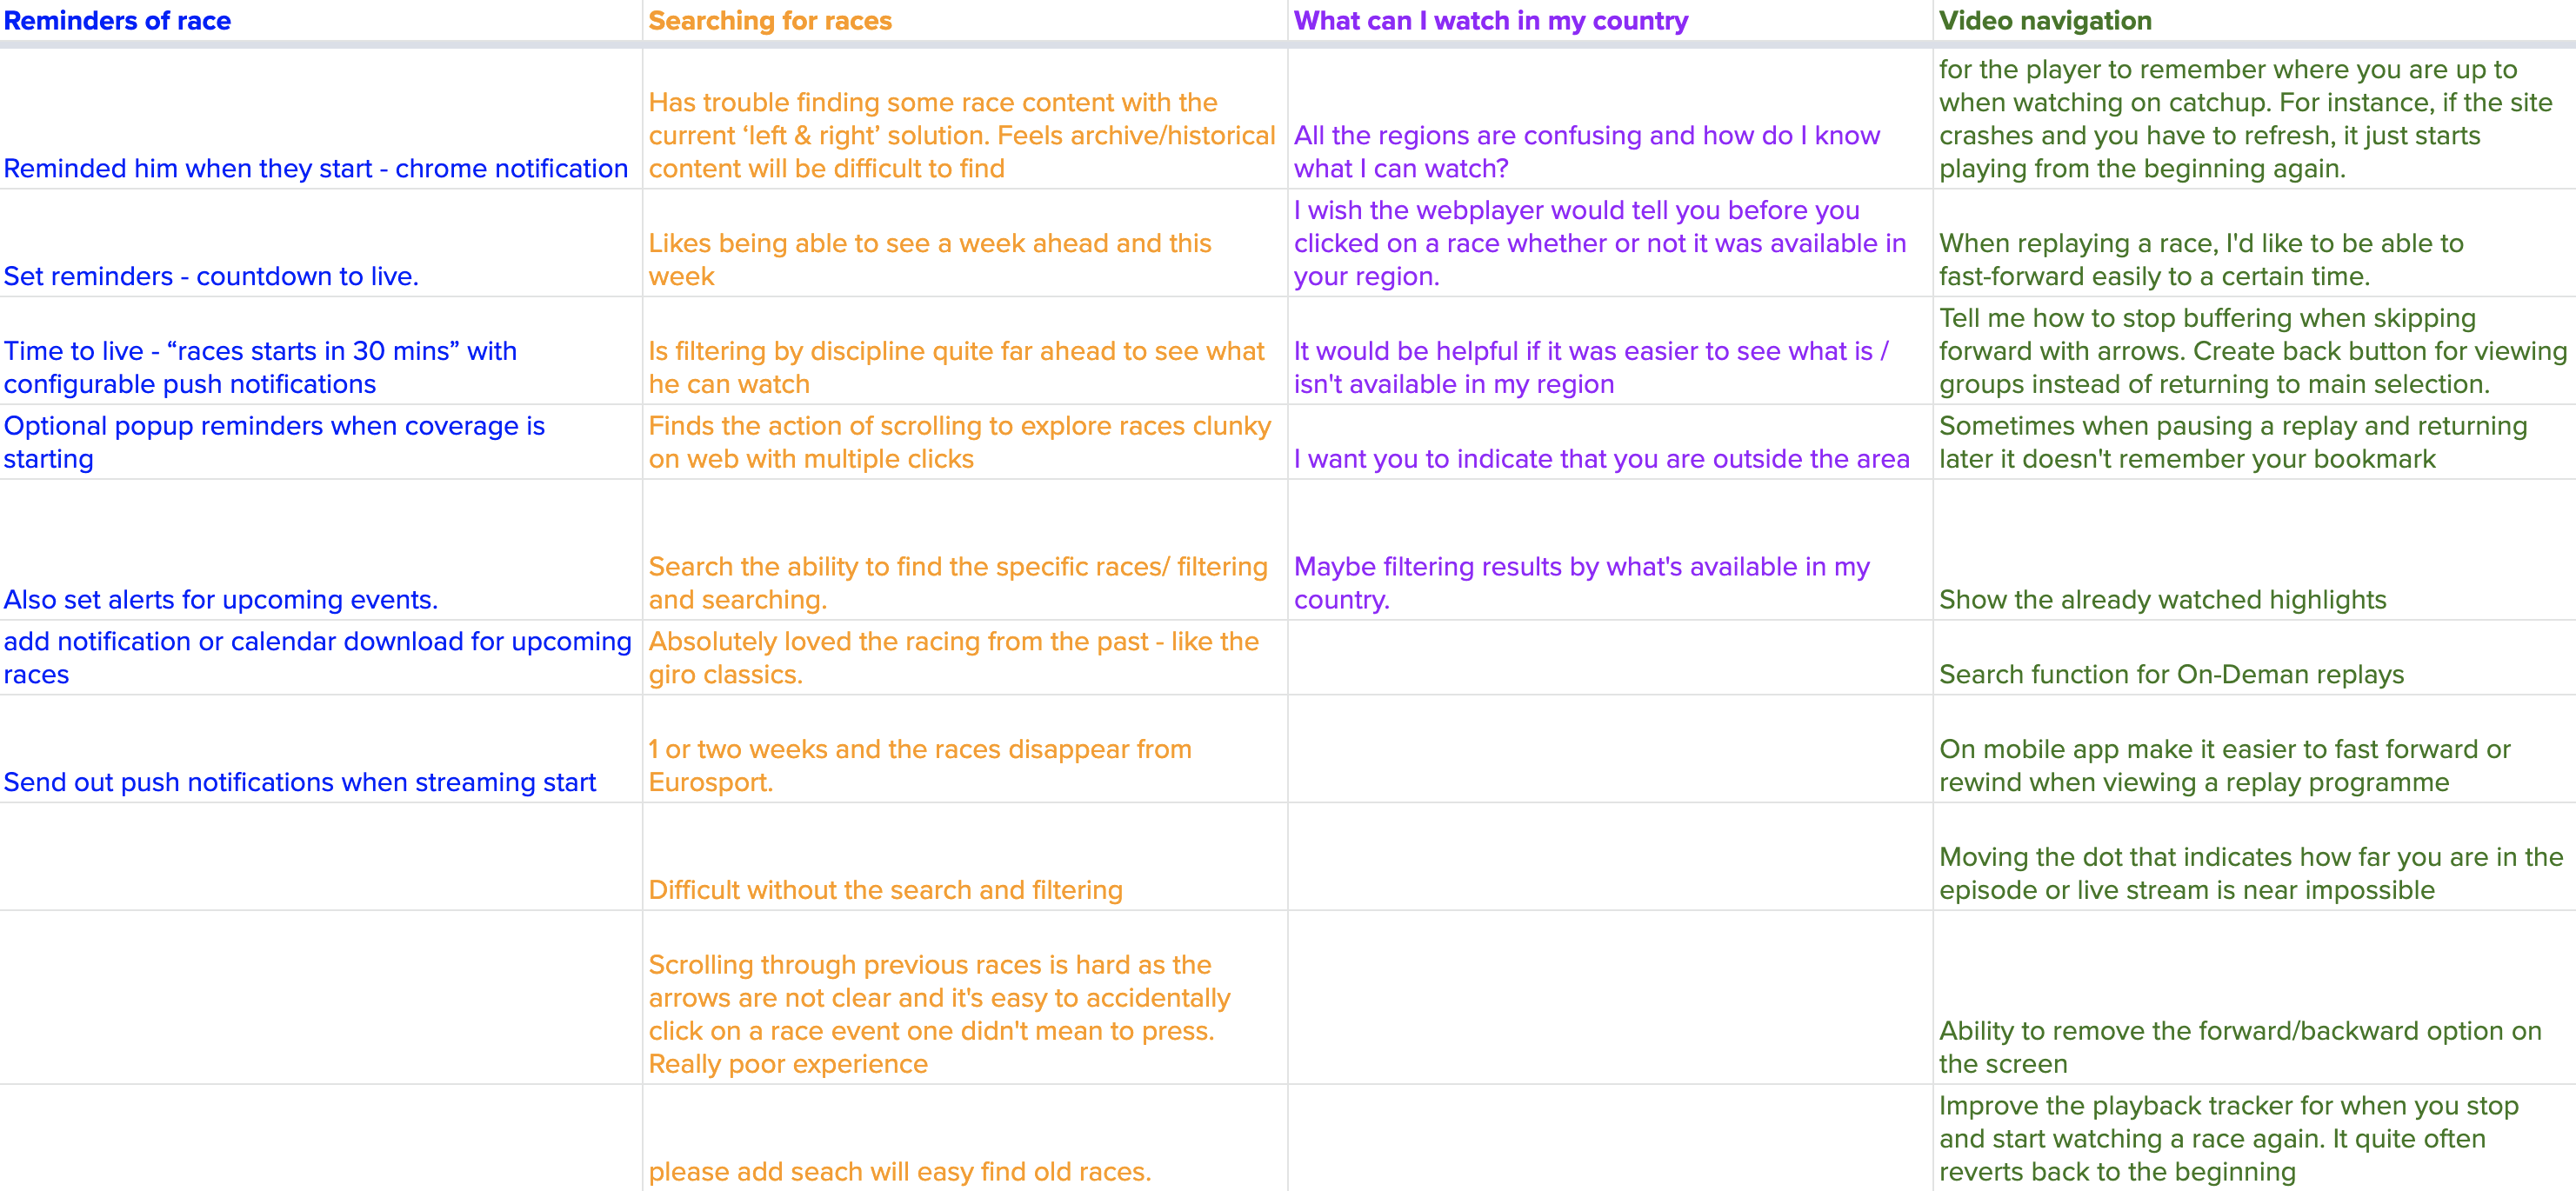 Reminders of race
Searching for races
What can I watch in my country
Video navigation
Reminded him when they start - chrome notification
Has trouble finding some race content with the
current ‘left & right’ solution. Feels archive/historical
content will be difficult to find
All the regions are confusing and how do I know
what I can watch?
for the player to remember where you are up to
when watching on catchup. For instance, if the site
crashes and you have to refresh, it just starts
playing from the beginning again.
Set reminders - countdown to live.
Likes being able to see a week ahead and this
week
I wish the webplayer would tell you before you
clicked on a race whether or not it was available in
your region.
When replaying a race, I'd like to be able to
fast-forward easily to a certain time.
Time to live - “races starts in 30 mins” with
configurable push notifications
Is filtering by discipline quite far ahead to see what
he can watch
It would be helpful if it was easier to see what is /
isn't available in my region
Tell me how to stop buffering when skipping
forward with arrows. Create back button for viewing
groups instead of returning to main selection.
Optional popup reminders when coverage is
starting
Finds the action of scrolling to explore races clunky
on web with multiple clicks
I want you to indicate that you are outside the area
Sometimes when pausing a replay and returning
later it doesn't remember your bookmark
Also set alerts for upcoming events.
Search the ability to find the specific races/ filtering
and searching.
Maybe filtering results by what's available in my
country.
Show the already watched highlights
add notification or calendar download for upcoming
races
Absolutely loved the racing from the past - like the
giro classics.
Search function for On-Deman replays
Send out push notifications when streaming start
1 or two weeks and the races disappear from
Eurosport.
On mobile app make it easier to fast forward or
rewind when viewing a replay programme
Difficult without the search and filtering
Moving the dot that indicates how far you are in the
episode or live stream is near impossible
Scrolling through previous races is hard as the
arrows are not clear and it's easy to accidentally
click on a race event one didn't mean to press.
Really poor experience
Ability to remove the forward/backward option on
the screen
please add seach will easy find old races.
Improve the playback tracker for when you stop
and start watching a race again. It quite often
reverts back to the beginning